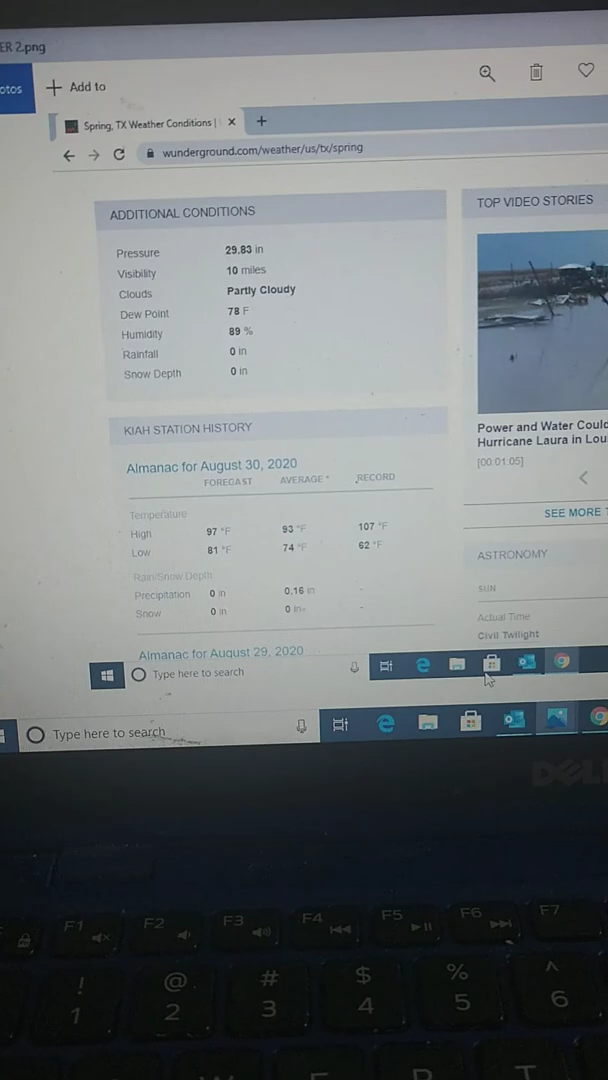 ER 2.png
otos
Add to
Spring, TX Weather Conditions |
wunderground.com/weather/us/tx/spring
ADDITIONAL CONDITIONS
Pressure 29.83 in
Visibility 10 miles
Clouds Partly Cloudy
Dew Point 78 F
Humidity 89 %
Rainfall 0 in
Snow Depth 0 in
KIAH STATION HISTORY
Almanac for August 30, 2020
FORECAST AVERAGE * RECORD
Temperature
High 97 °F 93 °F 107 °F
Low 81 °F 74 °F 62 °F
Rain/Snow Depth
Precipitation 0 in 0.16 in -
Snow 0 in 0 in -
Almanac for August 29, 2020
TOP VIDEO STORIES
Power and Water Coul
Hurricane Laura in Lou
[00:01:05]
SEE MORE
ASTRONOMY
SUN
Actual Time
Civil Twilight
Type here to search
Type here to search
DELL
F1 F2 F3 F4 F5 F6 F7
! @ # $ % ^
1 2 3 4 5 6